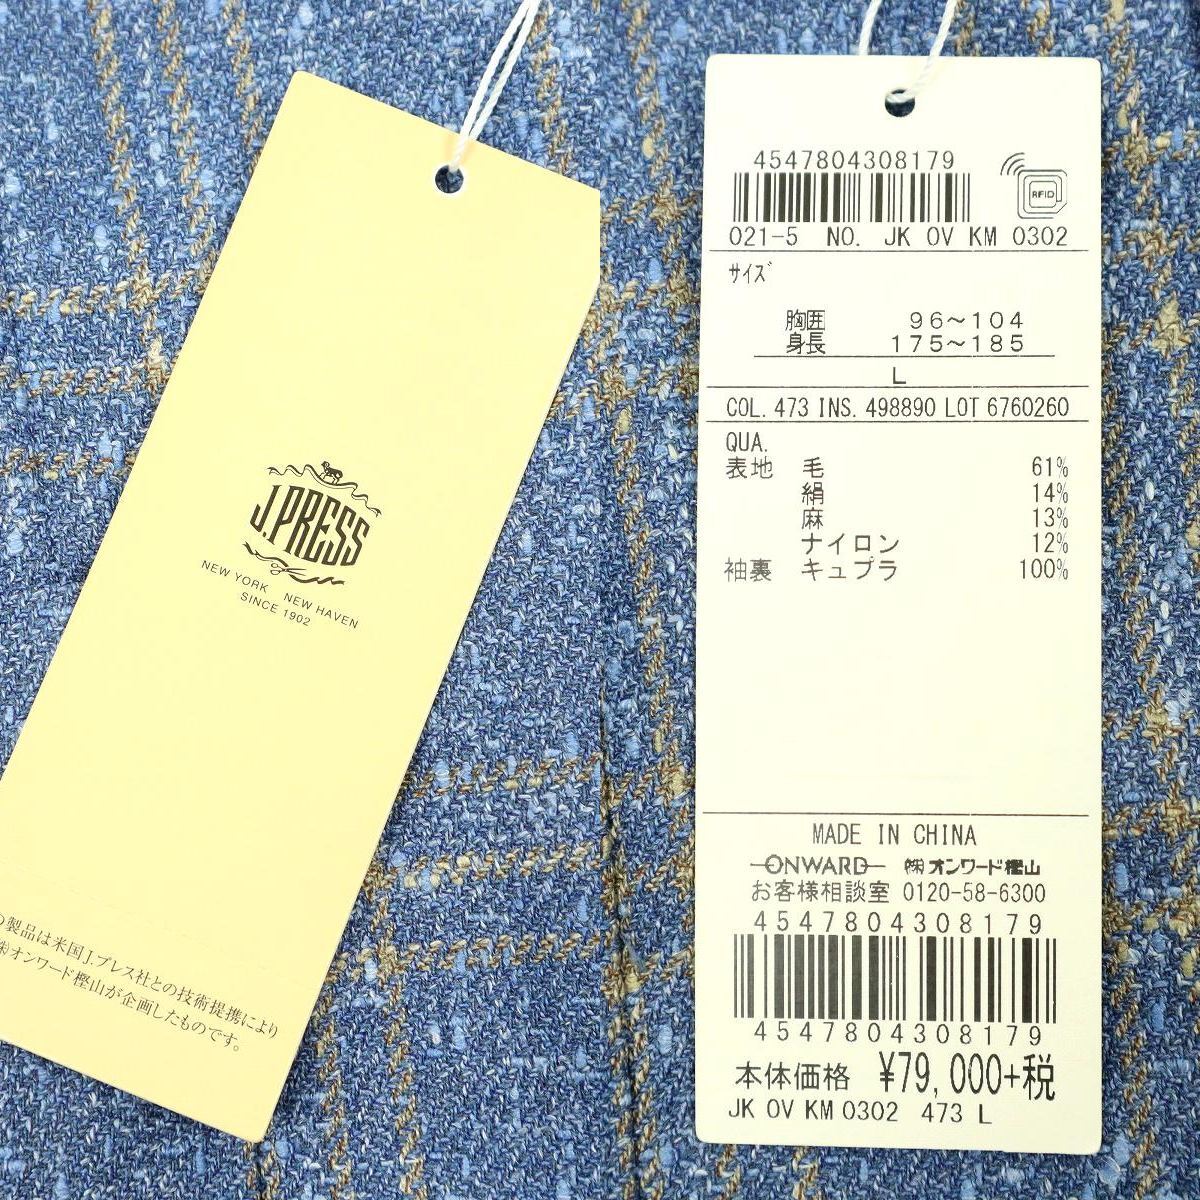 J.PRESS
NEW YORK NEW HAVEN
SINCE 1902
の製品は米国J.プレス社との技術提携により
㈱オンワード樫山が企画したものです。
4547804308179
RFID
021-5 NO. JK OV KM 0302
サイズ
胸囲 96〜104
身長 175〜185
L
COL. 473 INS. 498890 LOT 6760260
QUA.
表地 毛 61%
絹 14%
麻 13%
ナイロン 12%
袖裏 キュプラ 100%
MADE IN CHINA
ONWARD ㈱オンワード樫山
お客様相談室 0120-58-6300
4547804308179
4547804308179
本体価格 ¥79,000+税
JK OV KM 0302 473 L